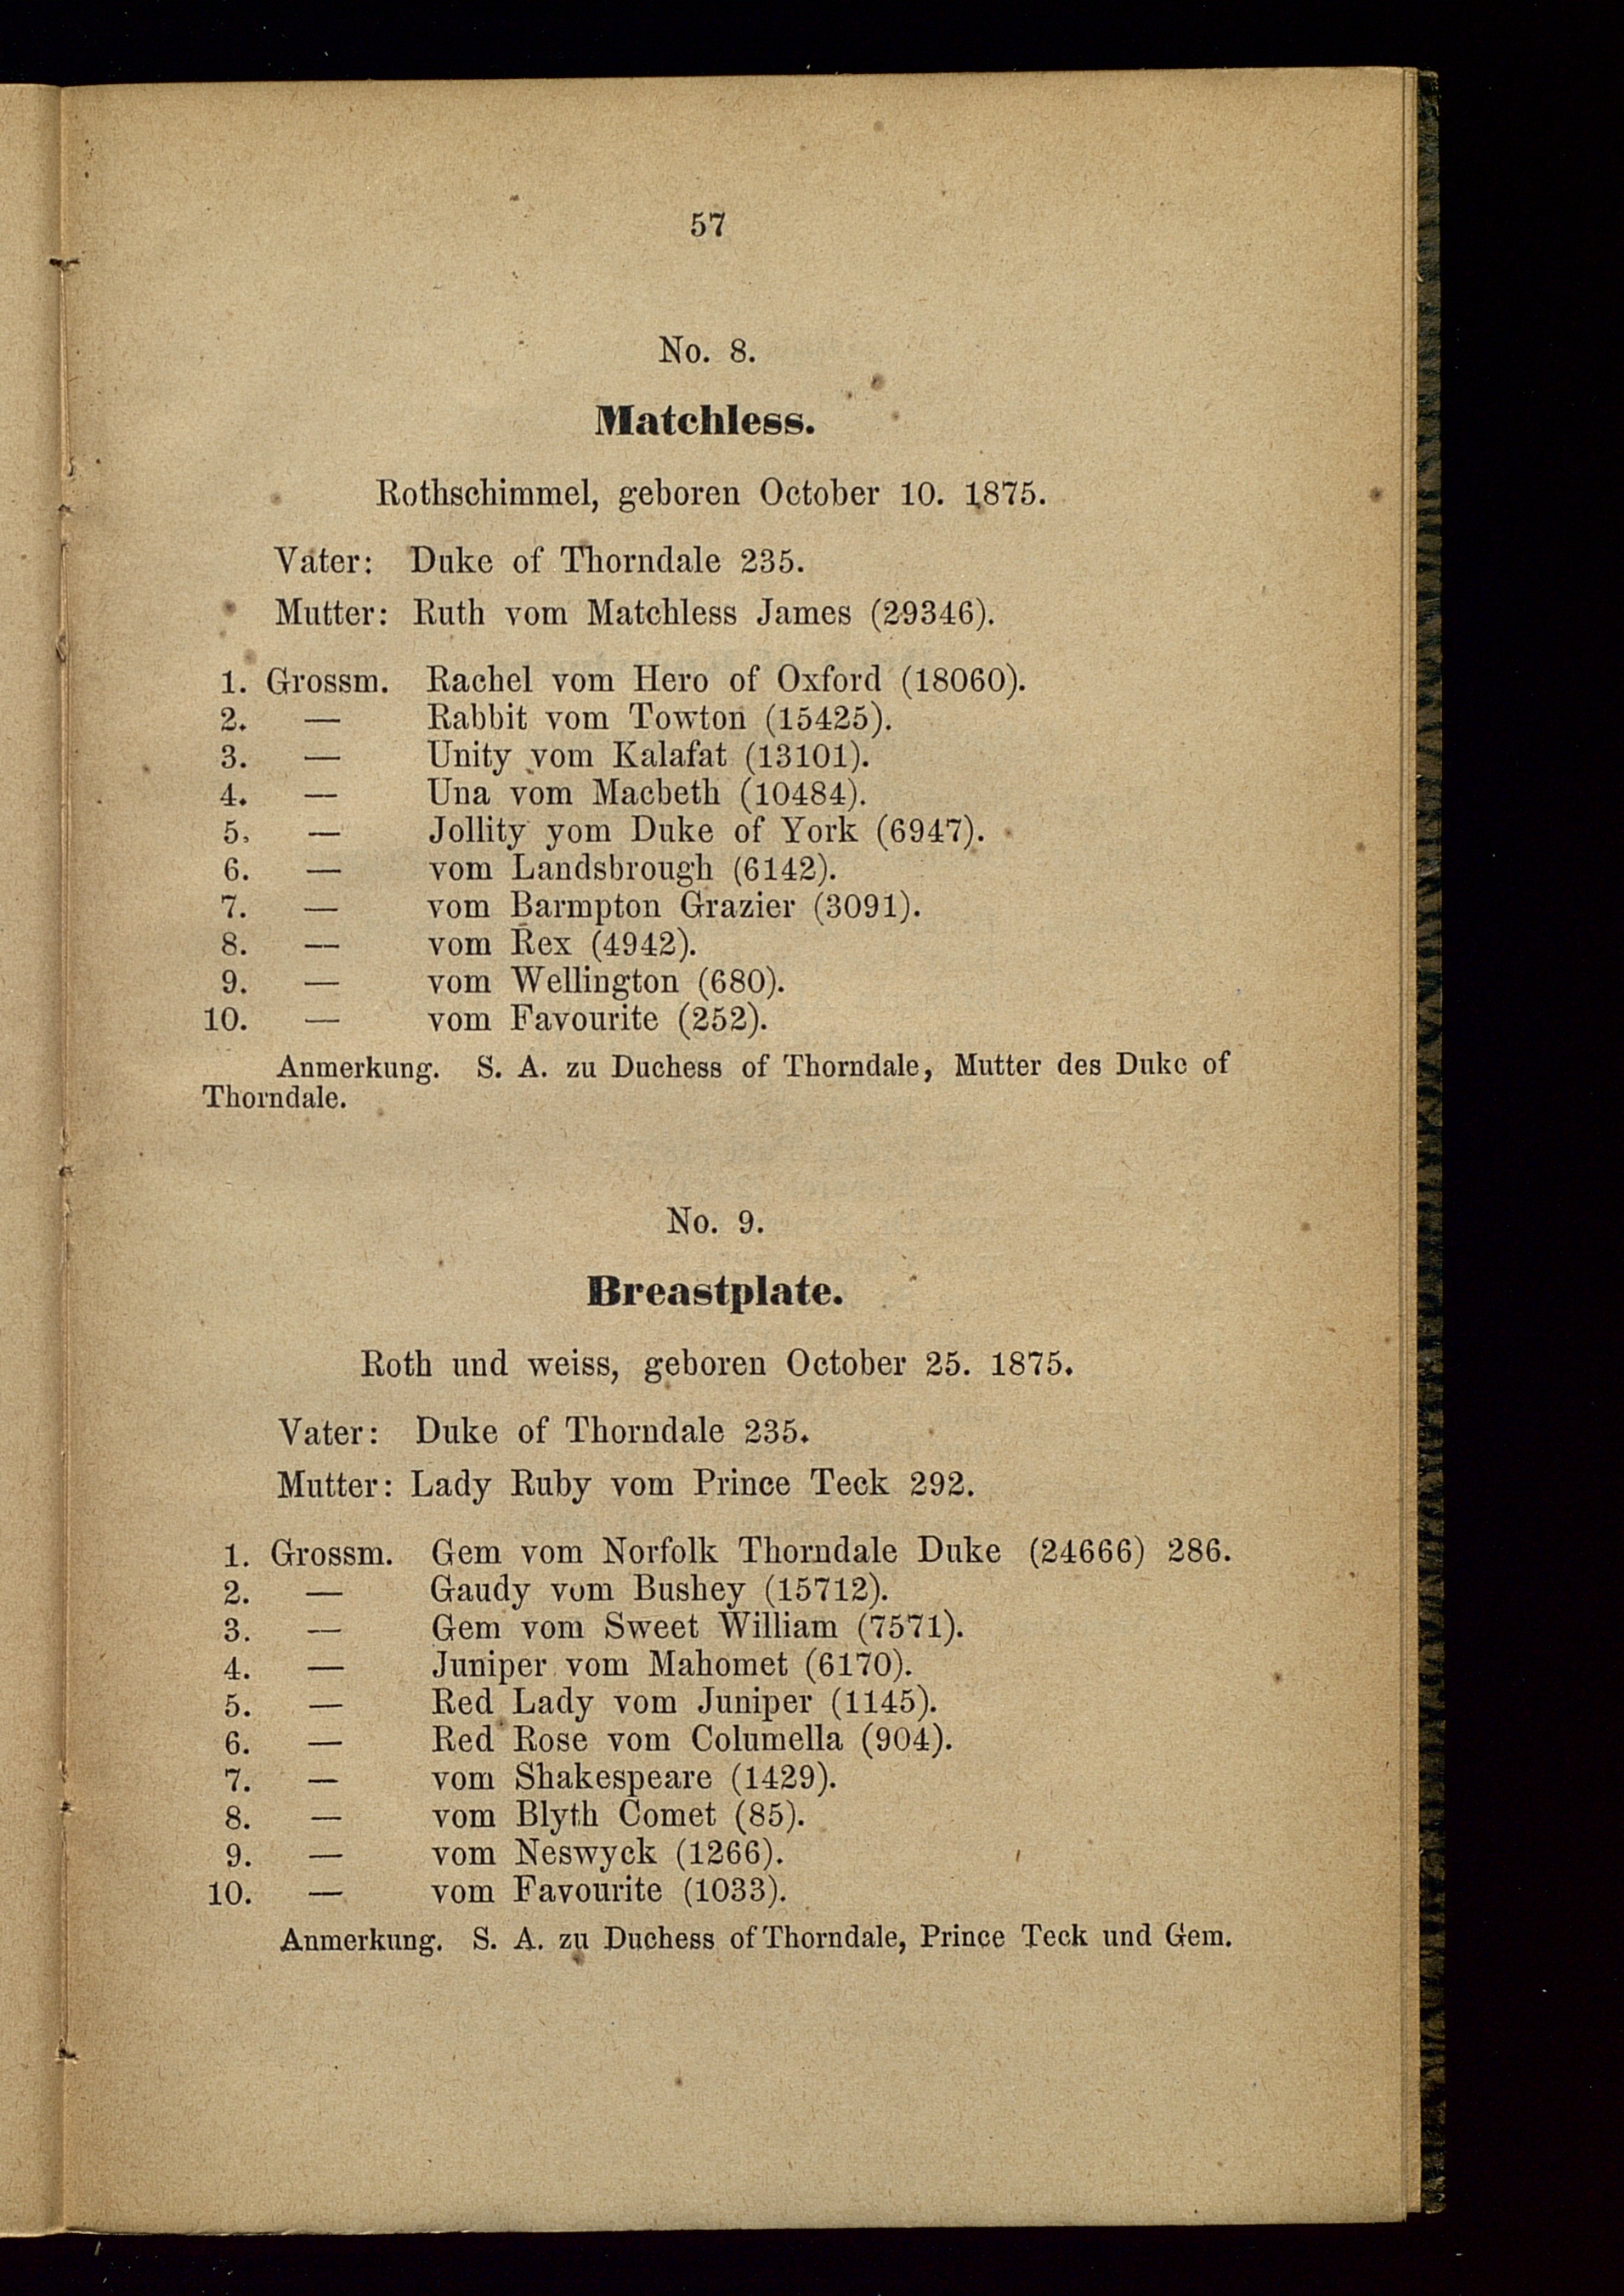 57
No. 8.
Matchless.
Rothschimmel, geboren October 10. 1875.
Vater: Duke of Thorndale 235.
Mutter: Ruth vom Matchless James (29346).
1. Grossm. Rachel vom Hero of Oxford (18060).
2. — Rabbit vom Towton (15425).
3. — Unity vom Kalafat (13101).
4. — Una vom Macbeth (10484).
5. — Jollity yom Duke of York (6947).
6. — vom Landsbrough (6142).
7. — vom Barmpton Grazier (3091).
8. — vom Rex (4942).
9. — vom Wellington (680).
10. — vom Favourite (252).
Anmerkung. S. A. zu Duchess of Thorndale, Mutter des Duke of
Thorndale.
No. 9.
Breastplate.
Roth und weiss, geboren October 25. 1875.
Vater: Duke of Thorndale 235.
Mutter: Lady Ruby vom Prince Teck 292.
1. Grossm. Gem vom Norfolk Thorndale Duke (24666) 286.
2. — Gaudy vom Bushey (15712).
3. — Gem vom Sweet William (7571).
4. — Juniper vom Mahomet (6170).
5. — Red Lady vom Juniper (1145).
6. — Red Rose vom Columella (904).
7. — vom Shakespeare (1429).
8. — vom Blyth Comet (85).
9. — vom Neswyck (1266).
10. — vom Favourite (1033).
Anmerkung. S. A. zu Duchess of Thorndale, Prince Teck und Gem.